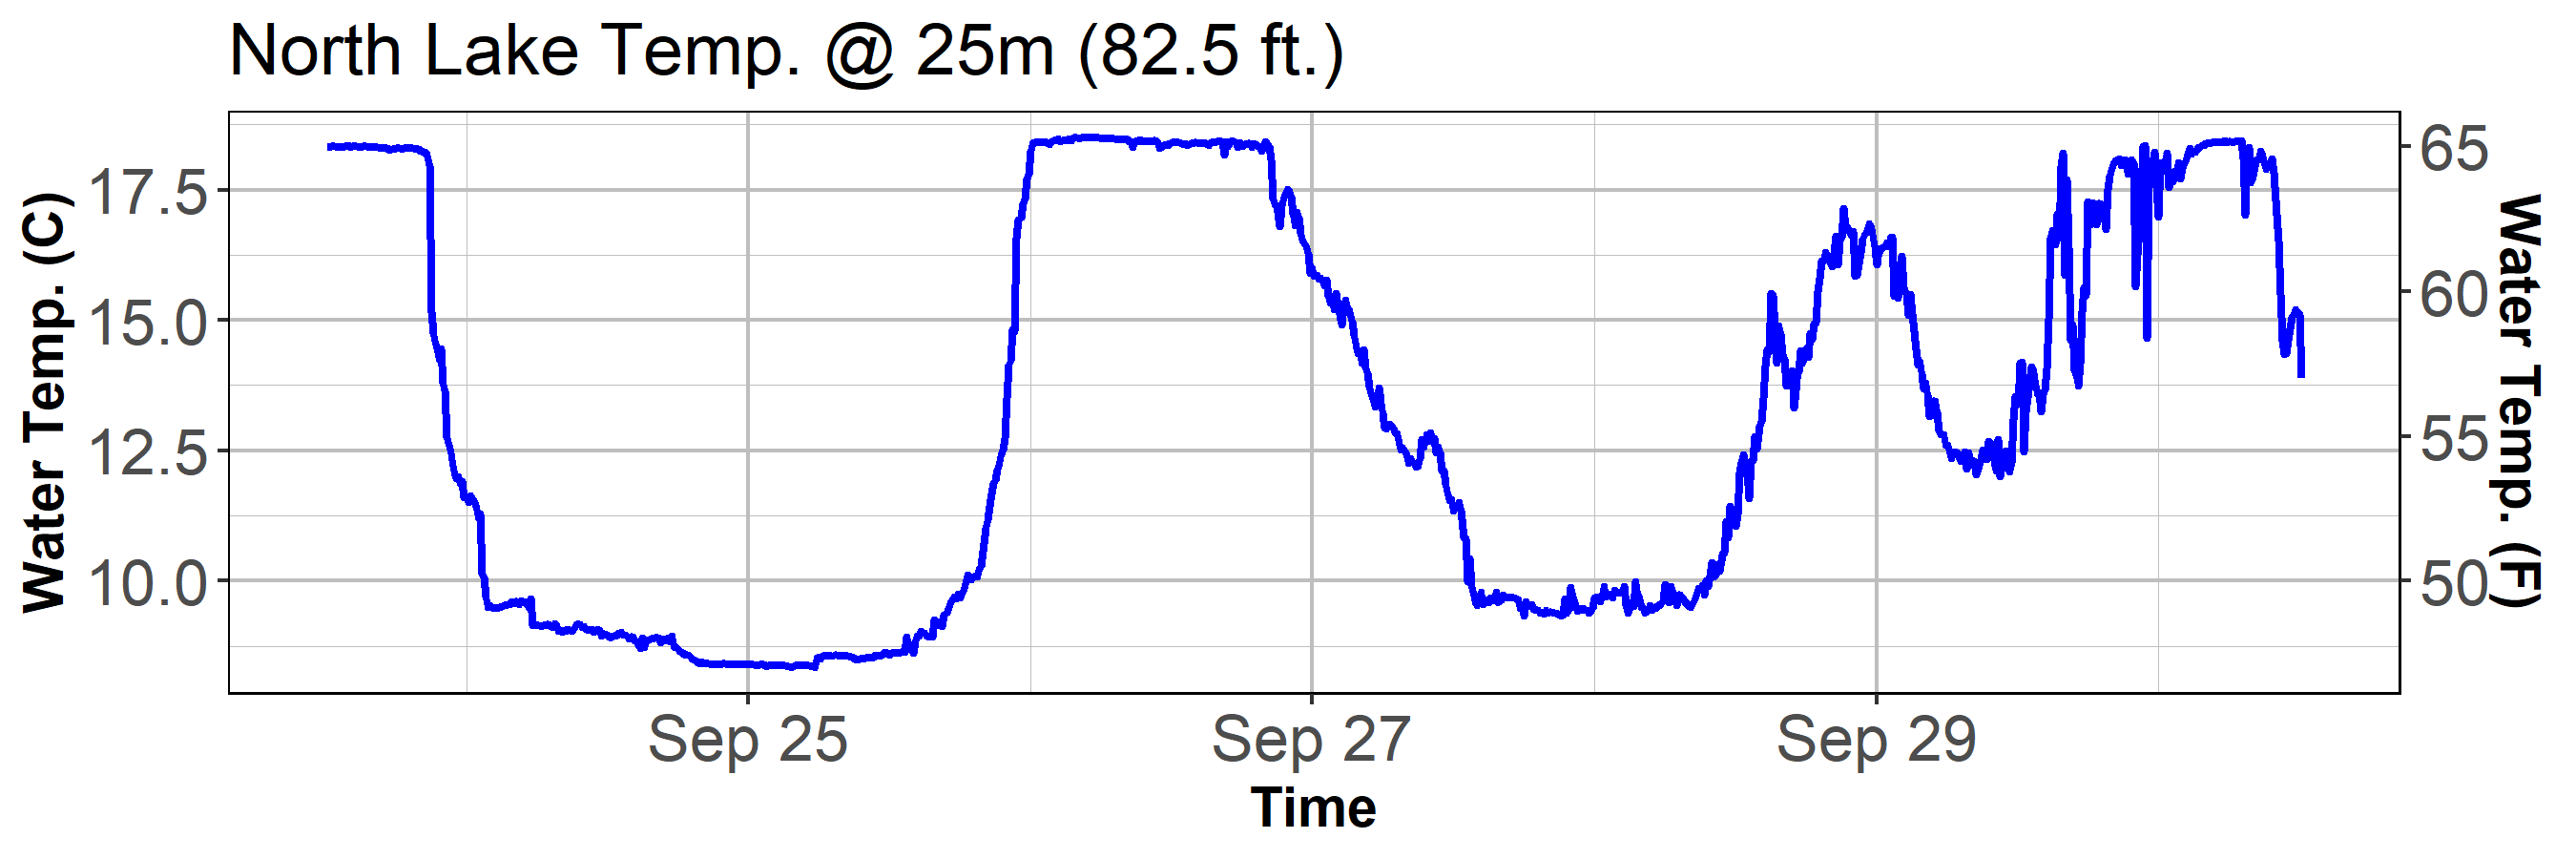 North Lake Temp. @ 25m (82.5 ft.)
Water Temp. (C)
17.5
15.0
12.5
10.0
65
60
55
50
Water Temp. (F)
Sep 25
Sep 27
Sep 29
Time